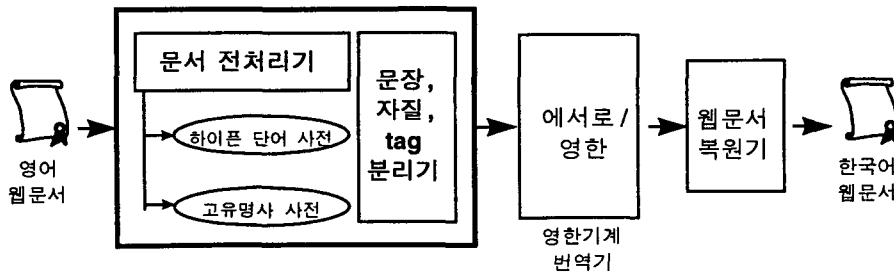 영어
웹문서
문서 전처리기
하이픈 단어 사전
고유명사 사전
문장,
자질,
tag
분리기
에서로 /
영한
영한기계
번역기
웹문서
복원기
한국어
웹문서